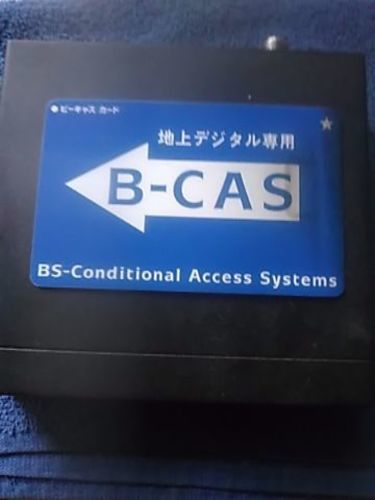 ビーキャス カード
地上デジタル専用
B-CAS
BS-Conditional Access Systems